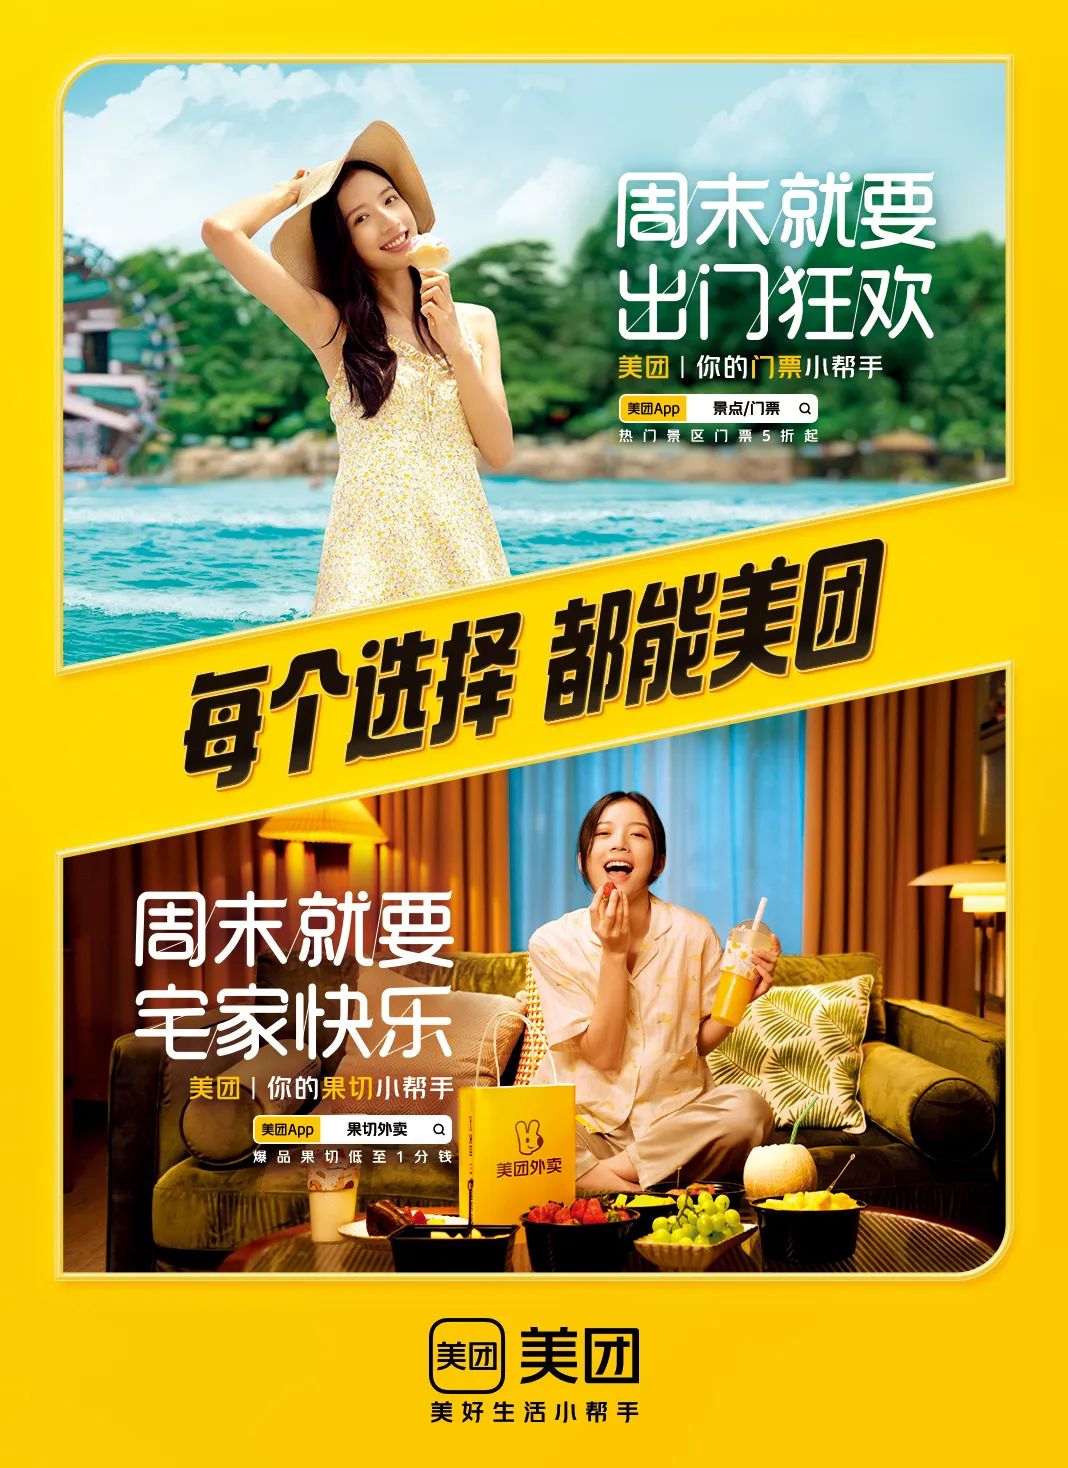 周末就要
出门狂欢
美团 | 你的门票小帮手
美团App 景点/门票
热门景区门票5折起
每个选择 都能美团
周末就要
宅家快乐
美团 | 你的果切小帮手
美团App 果切外卖
爆品果切低至1分钱
美团外卖
美团 美团
美好生活小帮手